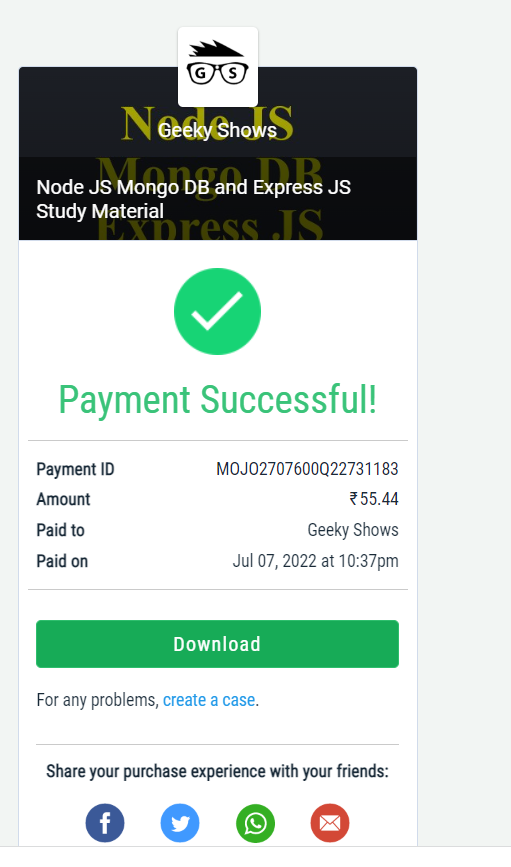 G S
Node JS
Geeky Shows
Mongo DB
Node JS Mongo DB and Express JS
Study Material
Express JS
Payment Successful!
Payment ID MOJO2707600Q22731183
Amount ₹55.44
Paid to Geeky Shows
Paid on Jul 07, 2022 at 10:37pm
Download
For any problems, create a case.
Share your purchase experience with your friends:
f